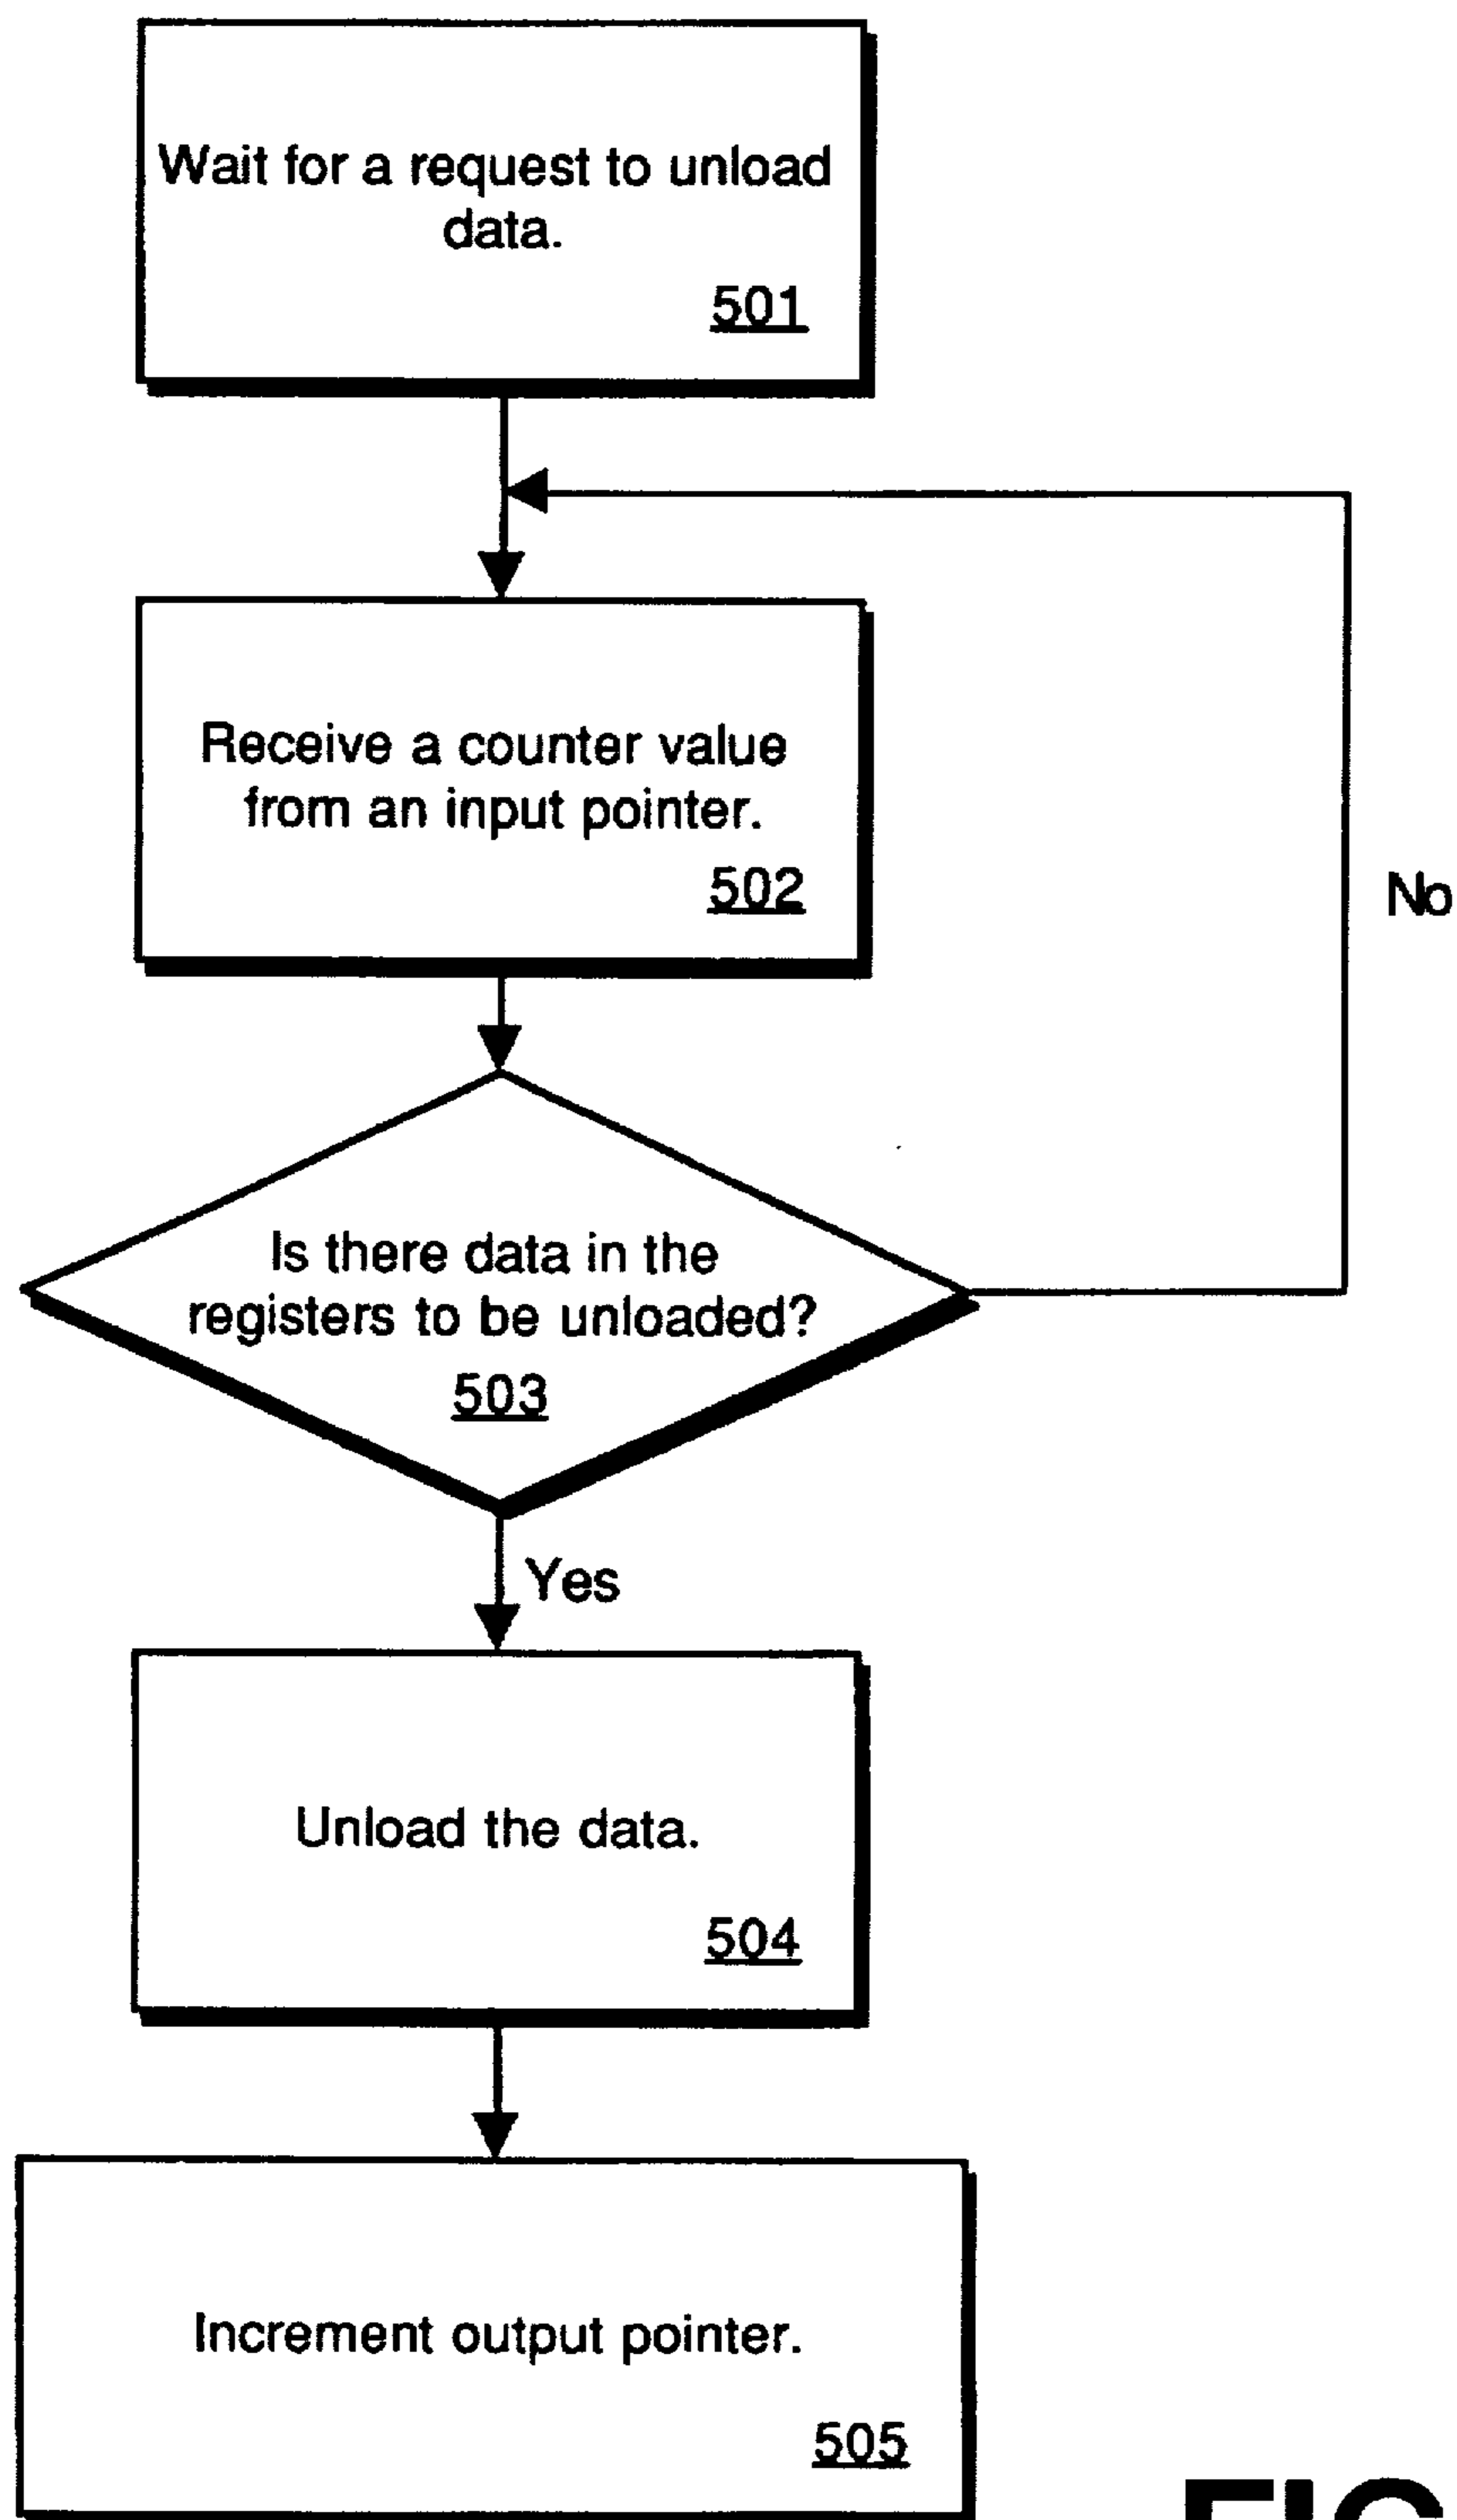 Wait for a request to unload
data.
501
Receive a counter value
from an input pointer.
502
No
Is there data in the
registers to be unloaded?
503
Yes
Unload the data.
504
Increment output pointer.
505